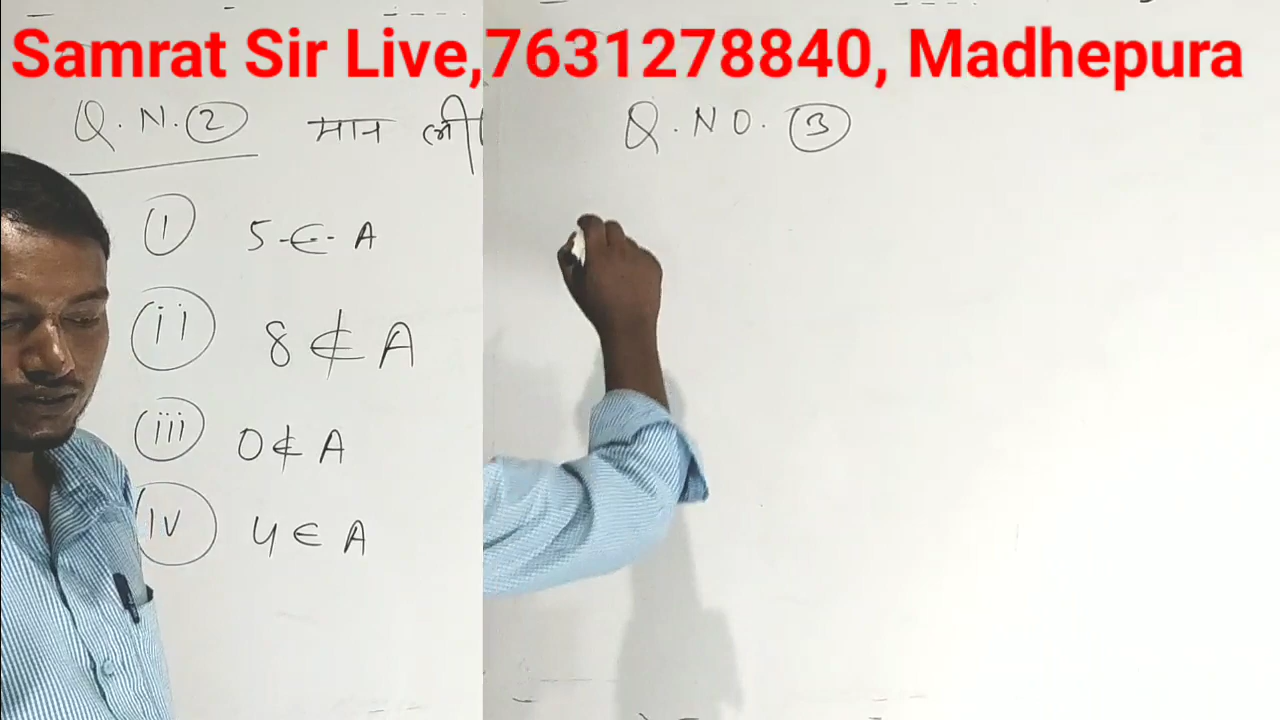 Samrat Sir Live,7631278840, Madhepura
Q. N. 2 मान
i 5 ∈ A
ii 8 ∉ A
iii 0 ∉ A
iv 4 ∈ A
Q. NO. 3